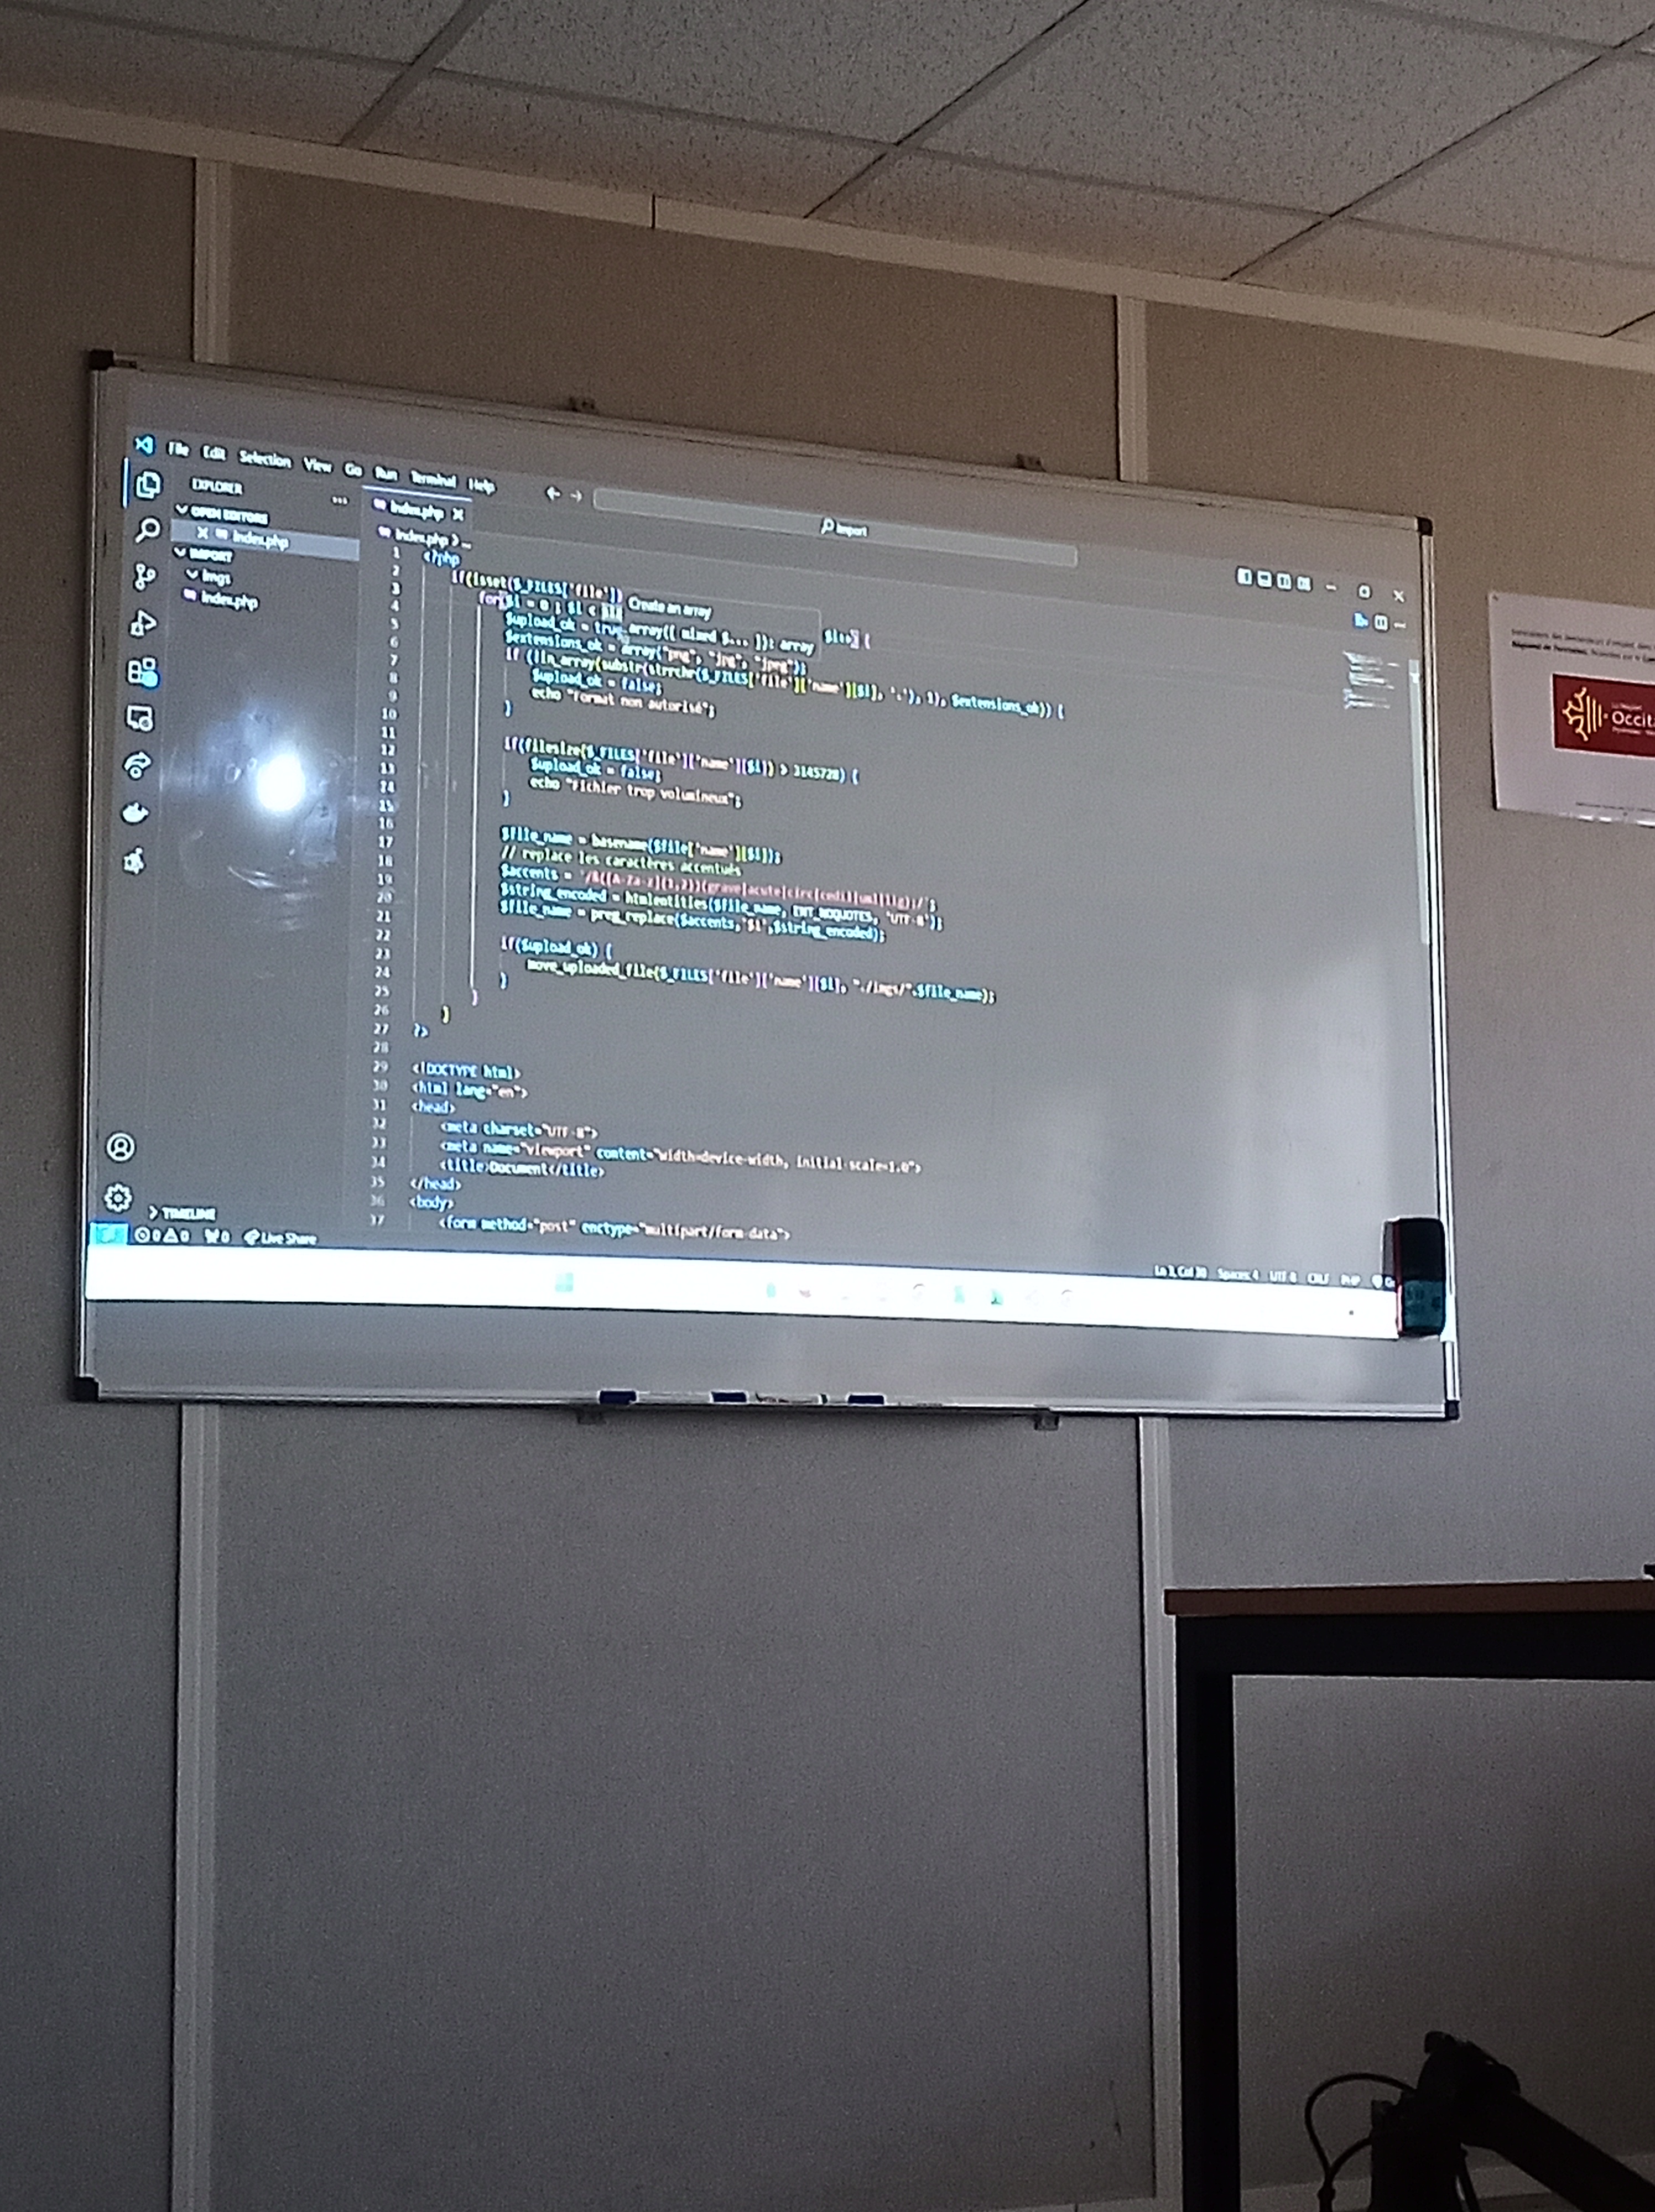 File Edit Selection View Go Run Terminal Help
import
EXPLORER
OPEN EDITORS
index.php
IMPORT
imgs
index.php
index.php
index.php > ...
1 <?php
2 if(isset($_FILES['file'])
Create an array
3 for($i = 0 ; $i < $i++) {
array([ mixed $... ]): array
4 $upload_ok = true
5 $extensions_ok = array("png", "jpg", "jpeg");
6 if (!in_array(substr(strrchr($_FILES['file']['name'][$i], '.'), 1), $extensions_ok)) {
7 $upload_ok = false;
8 echo "Format non autorisé";
9 }
10
11 if(filesize($_FILES['file']['name'][$i]) > 3145728) {
12 $upload_ok = false;
13 echo "Fichier trop volumineux";
14 }
15
16 $file_name = basename($file['name'][$i]);
17 // replace les caractères accentués
18 $accents = '/&([A-Za-z]{1,2})(grave|acute|circ|cedil|uml|lig);/';
19 $string_encoded = htmlentities($file_name, ENT_NOQUOTES, 'UTF-8');
20 $file_name = preg_replace($accents,'$1',$string_encoded);
21
22 if($upload_ok) {
23 move_uploaded_file($_FILES['file']['name'][$i], "./imgs/".$file_name);
24 }
25 }
26 }
27 ?>
28
29 <!DOCTYPE html>
30 <html lang="en">
31 <head>
32 <meta charset="UTF-8">
33 <meta name="viewport" content="width=device-width, initial-scale=1.0">
34 <title>Document</title>
35 </head>
36 <body>
37 <form method="post" enctype="multipart/form-data">
TIMELINE
0 0 0 Live Share
Ln 3, Col 30 Spaces: 4 UTF-8 CRLF PHP
La Région
Occit